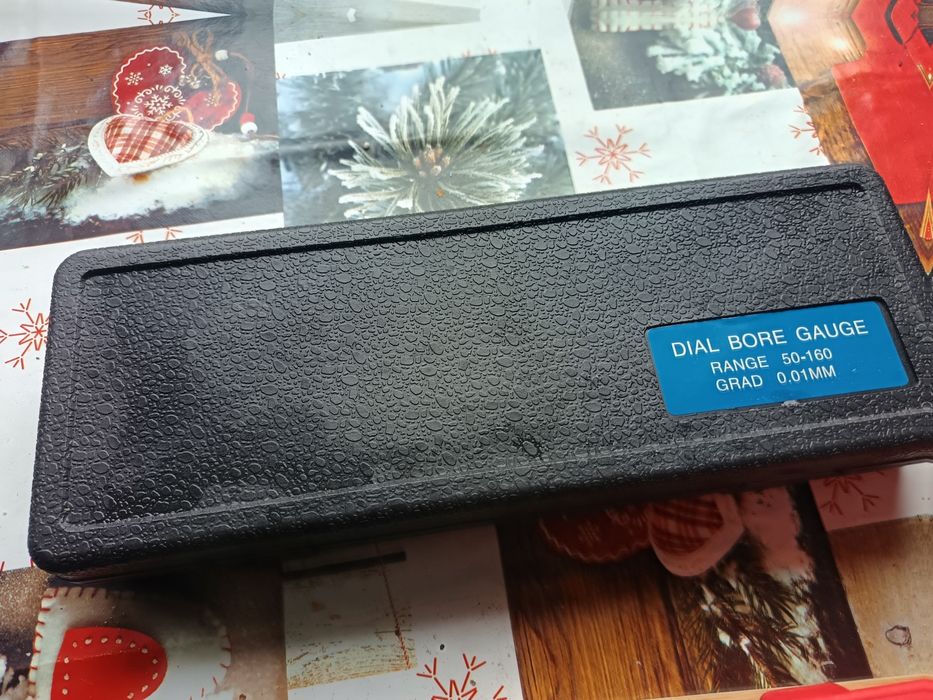 DIAL BORE GAUGE
RANGE 50-160
GRAD 0.01MM